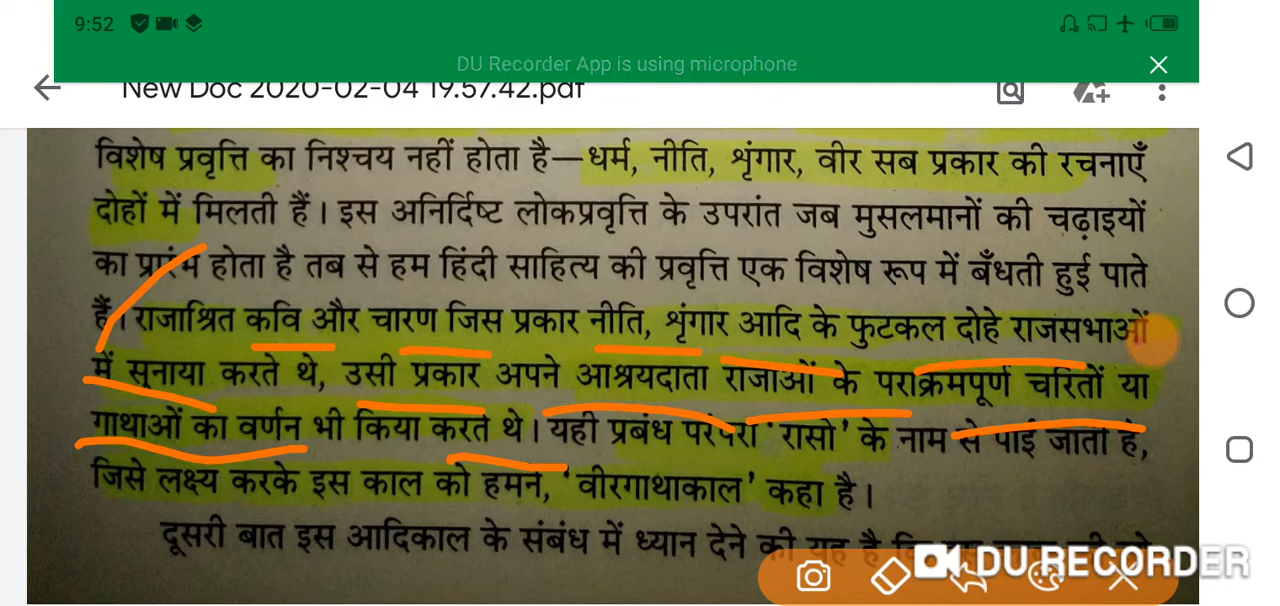 9:52
DU Recorder App is using microphone
New Doc 2020-02-04 19.57.42.pdf
विशेष प्रवृत्ति का निश्चय नहीं होता है—धर्म, नीति, शृंगार, वीर सब प्रकार की रचनाएँ
दोहों में मिलती हैं। इस अनिर्दिष्ट लोकप्रवृत्ति के उपरांत जब मुसलमानों की चढ़ाइयों
का प्रारंभ होता है तब से हम हिंदी साहित्य की प्रवृत्ति एक विशेष रूप में बँधती हुई पाते
हैं। राजाश्रित कवि और चारण जिस प्रकार नीति, शृंगार आदि के फुटकल दोहे राजसभाओं
में सुनाया करते थे, उसी प्रकार अपने आश्रयदाता राजाओं के पराक्रमपूर्ण चरितों या
गाथाओं का वर्णन भी किया करते थे। यही प्रबंध परंपरा 'रासो' के नाम से पाई जाती है,
जिसे लक्ष्य करके इस काल को हमने, 'वीरगाथाकाल' कहा है।
दूसरी बात इस आदिकाल के संबंध में ध्यान देने की यह है कि इस
DU RECORDER